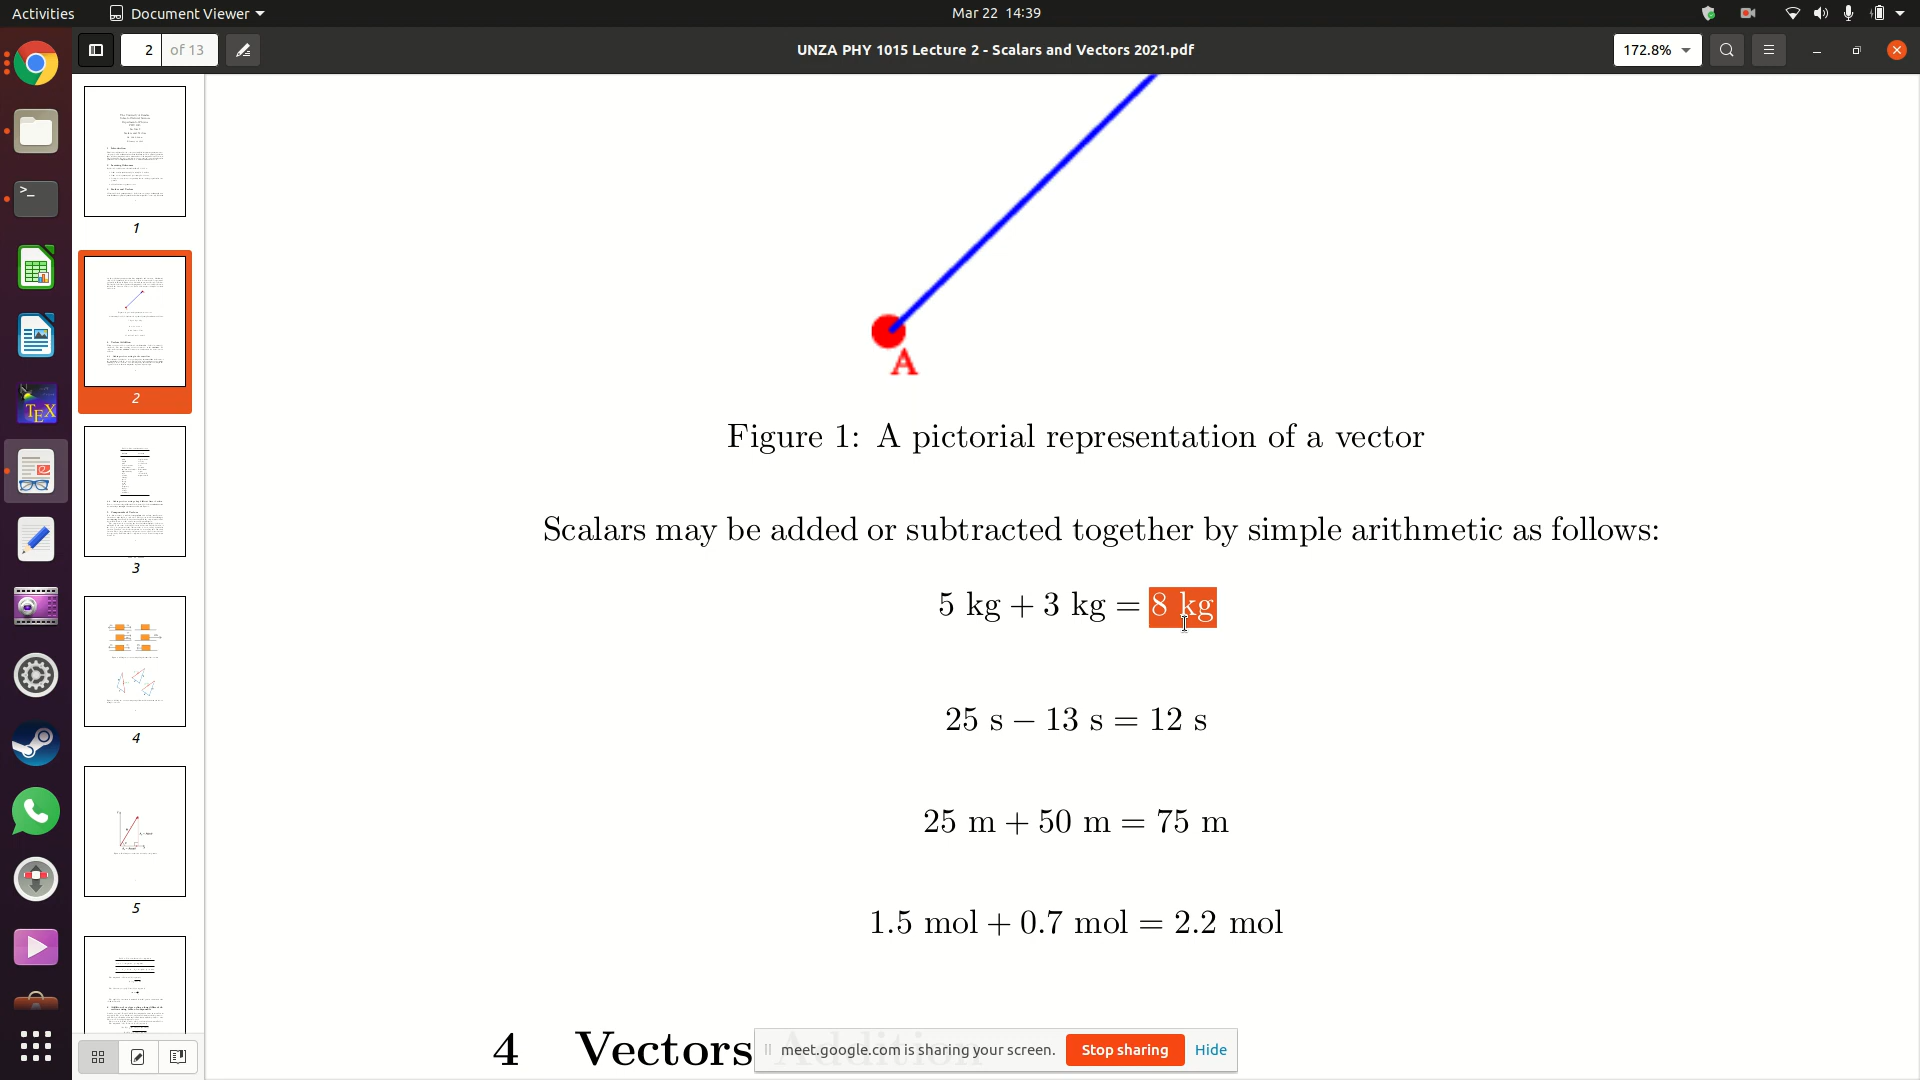 Activities
Document Viewer
Mar 22 14:39
2 of 13
UNZA PHY 1015 Lecture 2 - Scalars and Vectors 2021.pdf
172.8%
1
2
3
4
5
A
Figure 1: A pictorial representation of a vector
Scalars may be added or subtracted together by simple arithmetic as follows:
5 kg + 3 kg = 8 kg
25 s − 13 s = 12 s
25 m + 50 m = 75 m
1.5 mol + 0.7 mol = 2.2 mol
4 Vectors Addition
meet.google.com is sharing your screen.
Stop sharing
Hide
TEX